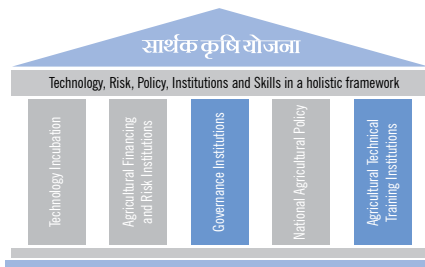 सार्थक कृषि योजना
Technology, Risk, Policy, Institutions and Skills in a holistic framework
Technology Incubation
Agricultural Financing
and Risk Institutions
Governance Institutions
National Agricultural Policy
Agricultural Technical
Training Institutions